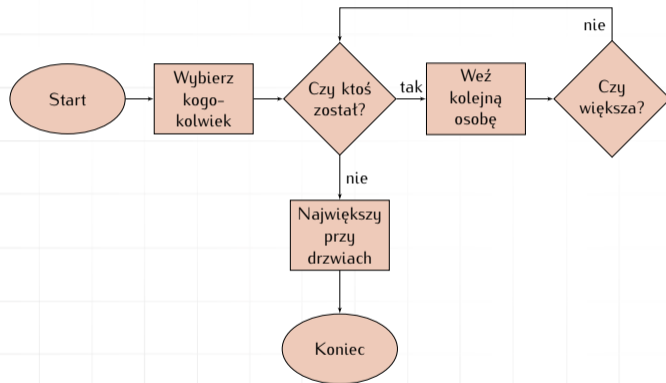 nie
Start
Wybierz
kogo-
kolwiek
Czy ktoś
został?
tak
Weź
kolejną
osobę
Czy
większa?
nie
Największy
przy
drzwiach
Koniec